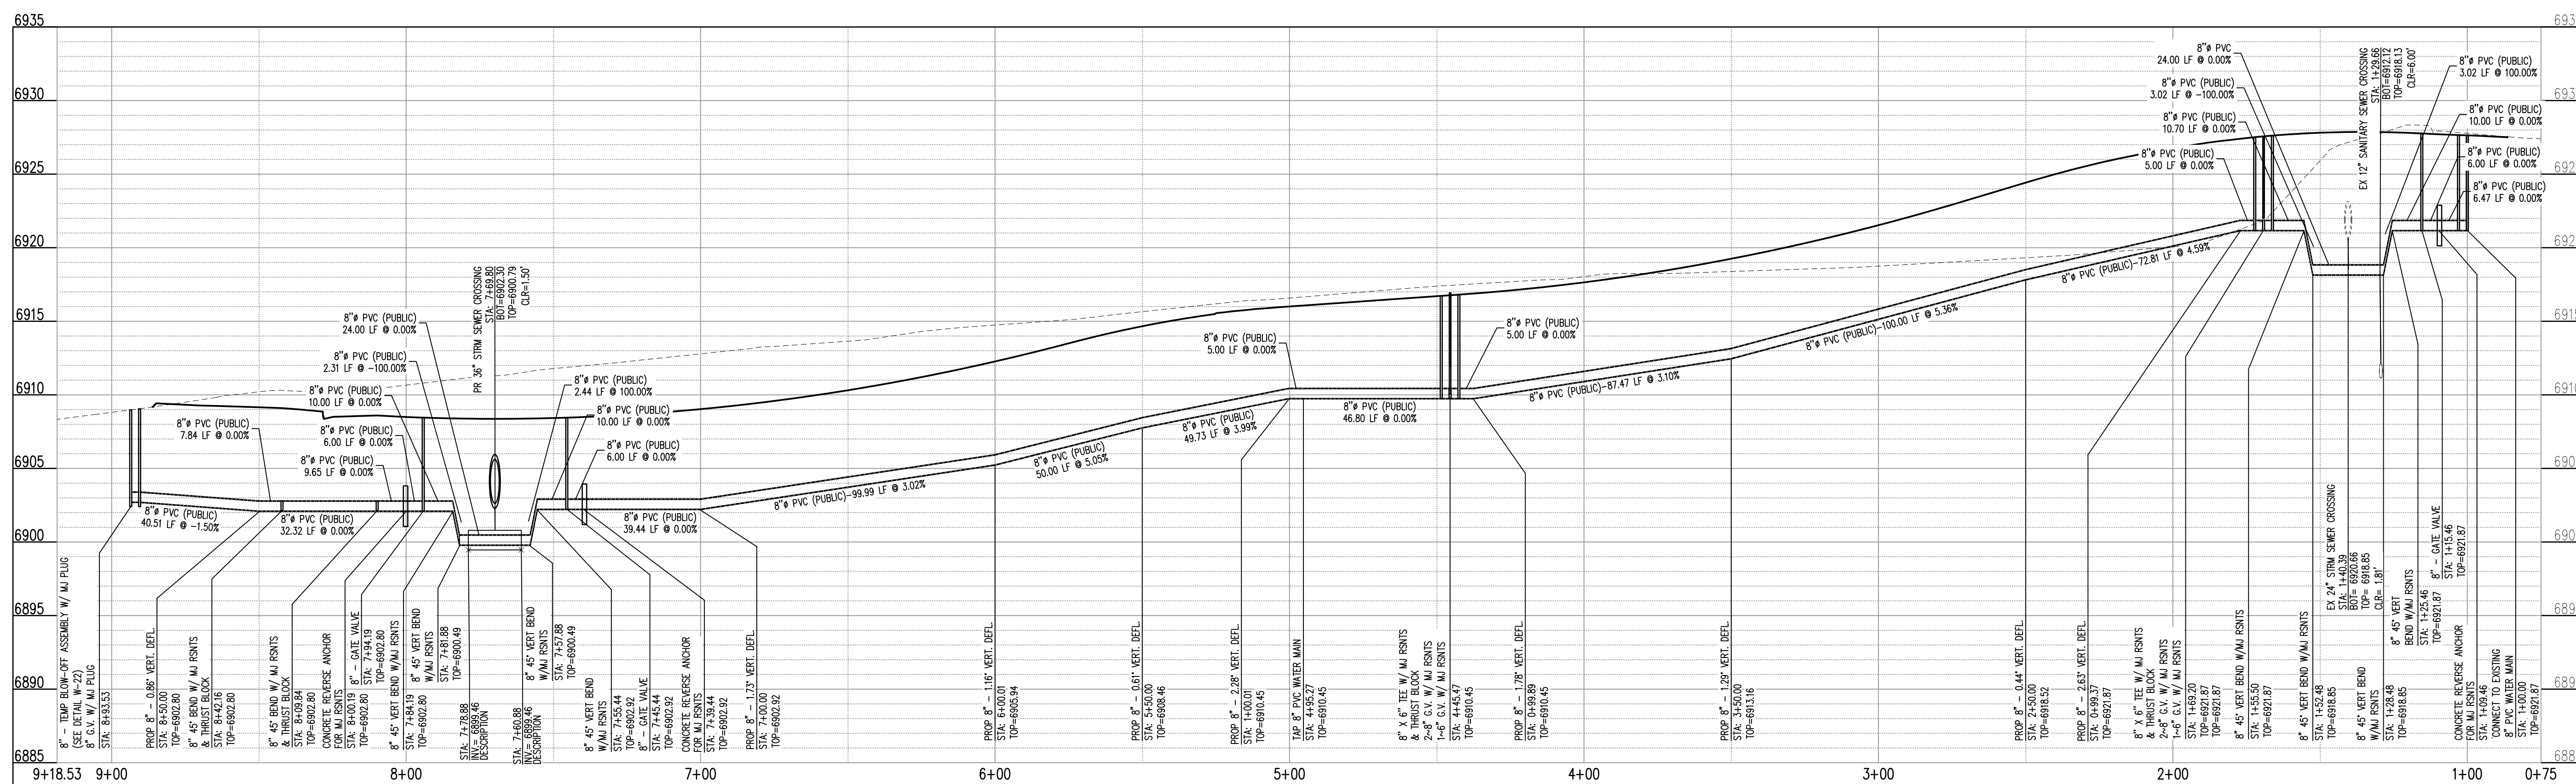 6935
6930
6925
6920
6915
6910
6905
6900
6895
6890
6885
9+18.53
9+00
8+00
7+00
6+00
5+00
4+00
3+00
2+00
1+00
0+75
693
693
692
692
691
691
690
690
689
689
688
8"ø PVC (PUBLIC)
40.51 LF @ -1.50%
8"ø PVC (PUBLIC)
7.84 LF @ 0.00%
8"ø PVC (PUBLIC)
32.32 LF @ 0.00%
8"ø PVC (PUBLIC)
9.65 LF @ 0.00%
8"ø PVC (PUBLIC)
6.00 LF @ 0.00%
8"ø PVC (PUBLIC)
10.00 LF @ 0.00%
8"ø PVC (PUBLIC)
2.31 LF @ -100.00%
8"ø PVC (PUBLIC)
24.00 LF @ 0.00%
PR 36" STRM SEWER CROSSING
STA: 7+69.80
BOT=6902.30
TOP=6900.79
CLR=1.50'
8"ø PVC (PUBLIC)
2.44 LF @ 100.00%
8"ø PVC (PUBLIC)
10.00 LF @ 0.00%
8"ø PVC (PUBLIC)
6.00 LF @ 0.00%
8"ø PVC (PUBLIC)
39.44 LF @ 0.00%
8"ø PVC (PUBLIC)-99.99 LF @ 3.02%
8"ø PVC (PUBLIC)
50.00 LF @ 5.05%
8"ø PVC (PUBLIC)
49.73 LF @ 3.99%
8"ø PVC (PUBLIC)
5.00 LF @ 0.00%
8"ø PVC (PUBLIC)
46.80 LF @ 0.00%
8"ø PVC (PUBLIC)
5.00 LF @ 0.00%
8"ø PVC (PUBLIC)-87.47 LF @ 3.10%
8"ø PVC (PUBLIC)-100.00 LF @ 5.36%
8"ø PVC (PUBLIC)-72.81 LF @ 4.59%
8"ø PVC
24.00 LF @ 0.00%
8"ø PVC (PUBLIC)
3.02 LF @ -100.00%
8"ø PVC (PUBLIC)
10.70 LF @ 0.00%
8"ø PVC (PUBLIC)
5.00 LF @ 0.00%
EX 12" SANITARY SEWER CROSSING
STA: 1+29.66
BOT=6912.12
TOP=6918.13
CLR=6.00'
8"ø PVC (PUBLIC)
3.02 LF @ 100.00%
8"ø PVC (PUBLIC)
10.00 LF @ 0.00%
8"ø PVC (PUBLIC)
6.00 LF @ 0.00%
8"ø PVC (PUBLIC)
6.47 LF @ 0.00%
8" - TEMP BLOW-OFF ASSEMBLY W/ MJ PLUG
(SEE DETAIL W-22)
8" G.V. W/ MJ PLUG
STA: 8+93.53
PROP 8" - 0.86° VERT. DEFL.
STA: 8+50.00
TOP=6902.80
8" 45° BEND W/ MJ RSNTS
& THRUST BLOCK
STA: 8+42.16
TOP=6902.80
8" 45° BEND W/ MJ RSNTS
& THRUST BLOCK
STA: 8+09.84
TOP=6902.80
CONCRETE REVERSE ANCHOR
FOR MJ RSNTS
STA: 8+00.19
TOP=6902.80
8" - GATE VALVE
STA: 7+94.19
TOP=6902.80
8" 45° VERT BEND W/MJ RSNTS
STA: 7+84.19
TOP=6902.80
8" 45° VERT BEND
W/MJ RSNTS
STA: 7+81.88
TOP=6900.49
STA: 7+78.88
INV.= 6899.46
DESCRIPTION
STA: 7+60.88
INV.= 6899.46
DESCRIPTION
8" 45° VERT BEND
W/MJ RSNTS
STA: 7+57.88
TOP=6900.49
8" 45° VERT BEND
W/MJ RSNTS
STA: 7+55.44
TOP=6902.92
8" - GATE VALVE
STA: 7+45.44
TOP=6902.92
CONCRETE REVERSE ANCHOR
FOR MJ RSNTS
STA: 7+39.44
TOP=6902.92
PROP 8" - 1.73° VERT. DEFL.
STA: 7+00.00
TOP=6902.92
PROP 8" - 1.16° VERT. DEFL.
STA: 6+00.01
TOP=6905.94
PROP 8" - 0.61° VERT. DEFL.
STA: 5+50.00
TOP=6908.46
PROP 8" - 2.28° VERT. DEFL.
STA: 1+00.01
TOP=6910.45
TAP 8" PVC WATER MAIN
STA: 4+95.27
TOP=6910.45
8" X 6" TEE W/ MJ RSNTS
& THRUST BLOCK
2~8" G.V. W/ MJ RSNTS
1~6" G.V. W/ MJ RSNTS
STA: 4+45.47
TOP=6910.45
PROP 8" - 1.78° VERT. DEFL.
STA: 0+99.89
TOP=6910.45
PROP 8" - 1.29° VERT. DEFL.
STA: 3+50.00
TOP=6913.16
PROP 8" - 0.44° VERT. DEFL.
STA: 2+50.00
TOP=6918.52
PROP 8" - 2.63° VERT. DEFL.
STA: 0+99.37
TOP=6921.87
8" X 6" TEE W/ MJ RSNTS
& THRUST BLOCK
2~8" G.V. W/ MJ RSNTS
1~6" G.V. W/ MJ RSNTS
STA: 1+69.20
TOP=6921.87
TOP=6921.87
8" 45° VERT BEND W/MJ RSNTS
STA: 1+55.50
TOP=6921.87
8" 45° VERT BEND W/MJ RSNTS
STA: 1+52.48
TOP=6918.85
EX 24" STRM SEWER CROSSING
STA: 1+40.39
BOT= 6920.66
TOP= 6918.85
CLR= 1.81'
8" 45° VERT BEND
W/MJ RSNTS
STA: 1+28.48
TOP=6918.85
8" 45° VERT
BEND W/MJ RSNTS
STA: 1+25.46
TOP=6921.87
8" - GATE VALVE
STA: 1+15.46
TOP=6921.87
CONCRETE REVERSE ANCHOR
FOR MJ RSNTS
STA: 1+09.46
CONNECT TO EXISTING
8" PVC WATER MAIN
STA: 1+00.00
TOP=6921.87